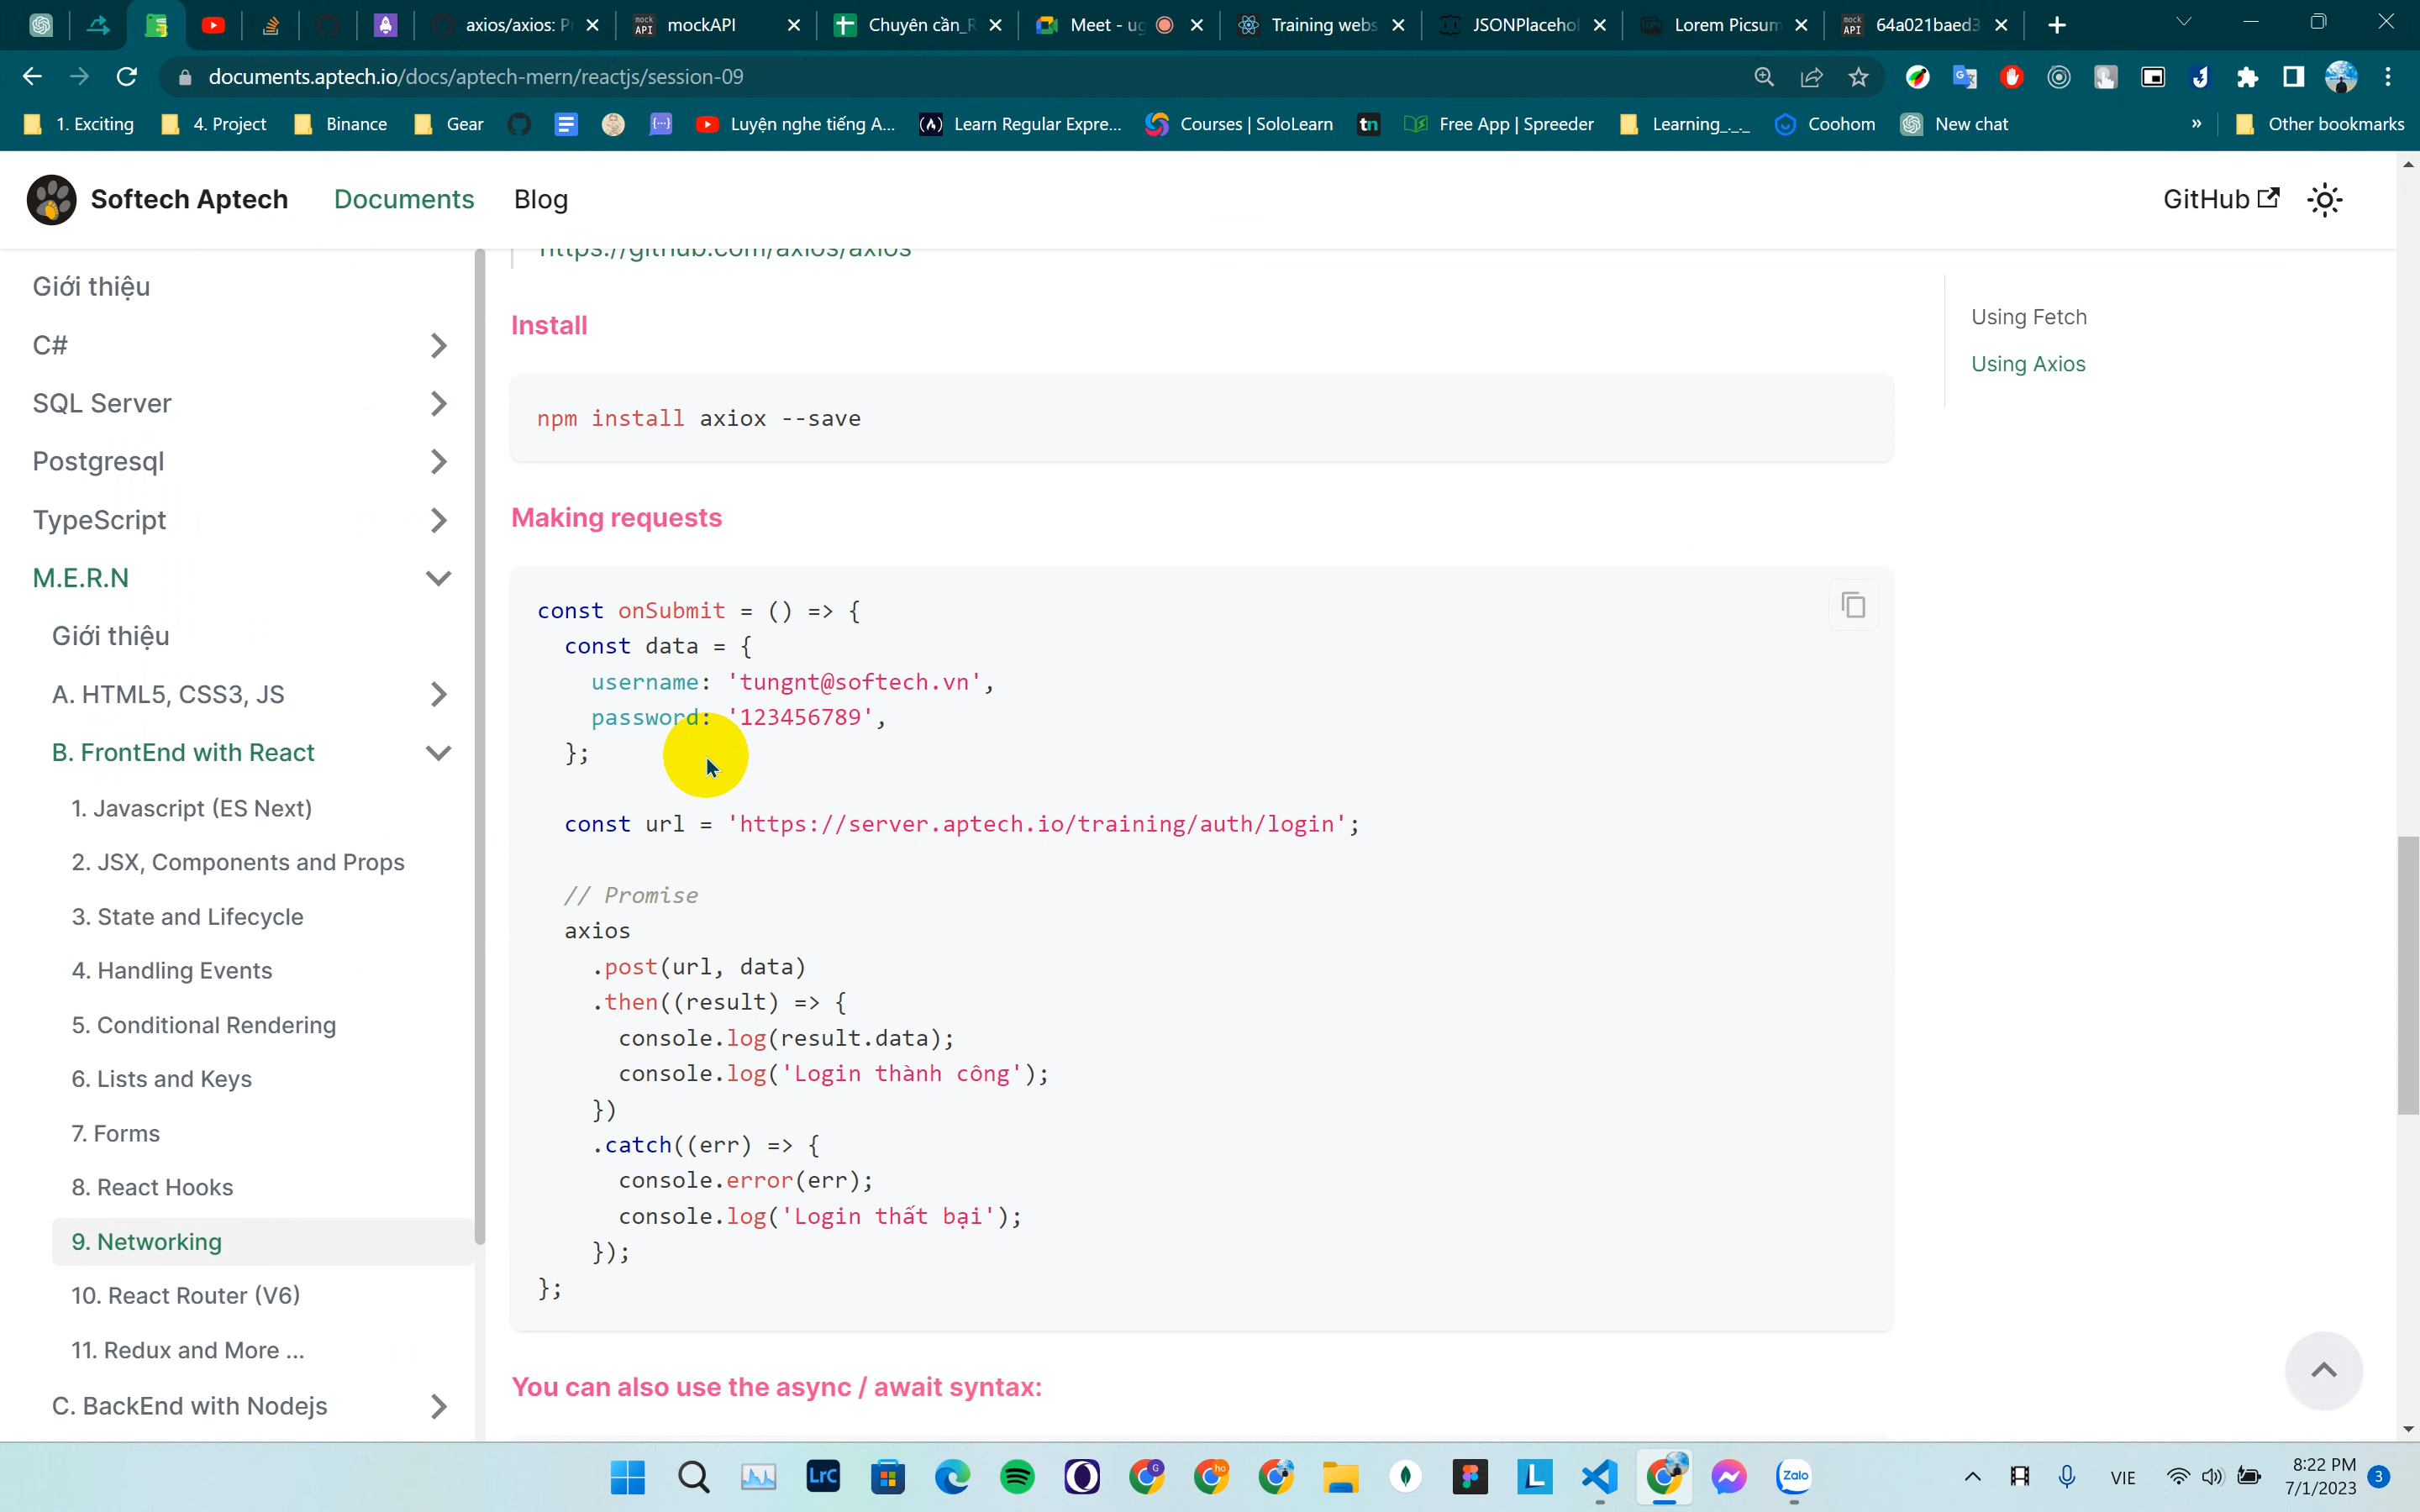 axios/axios: P
mockAPI
Chuyên cần_R
Meet - ug
Training webs
JSONPlacehol
Lorem Picsum
64a021baed3
documents.aptech.io/docs/aptech-mern/reactjs/session-09
1. Exciting
4. Project
Binance
Gear
Luyện nghe tiếng A...
Learn Regular Expre...
Courses | SoloLearn
tn
Free App | Spreeder
Learning_._._
Coohom
New chat
»
Other bookmarks
Softech Aptech
Documents
Blog
GitHub
Giới thiệu
C#
SQL Server
Postgresql
TypeScript
M.E.R.N
Giới thiệu
A. HTML5, CSS3, JS
B. FrontEnd with React
1. Javascript (ES Next)
2. JSX, Components and Props
3. State and Lifecycle
4. Handling Events
5. Conditional Rendering
6. Lists and Keys
7. Forms
8. React Hooks
9. Networking
10. React Router (V6)
11. Redux and More ...
C. BackEnd with Nodejs
https://github.com/axios/axios
Install
npm install axiox --save
Making requests
const onSubmit = () => {
const data = {
username: 'tungnt@softech.vn',
password: '123456789',
};
const url = 'https://server.aptech.io/training/auth/login';
// Promise
axios
.post(url, data)
.then((result) => {
console.log(result.data);
console.log('Login thành công');
})
.catch((err) => {
console.error(err);
console.log('Login thất bại');
});
};
You can also use the async / await syntax:
Using Fetch
Using Axios
LrC
Zalo
VIE
8:22 PM
7/1/2023
3